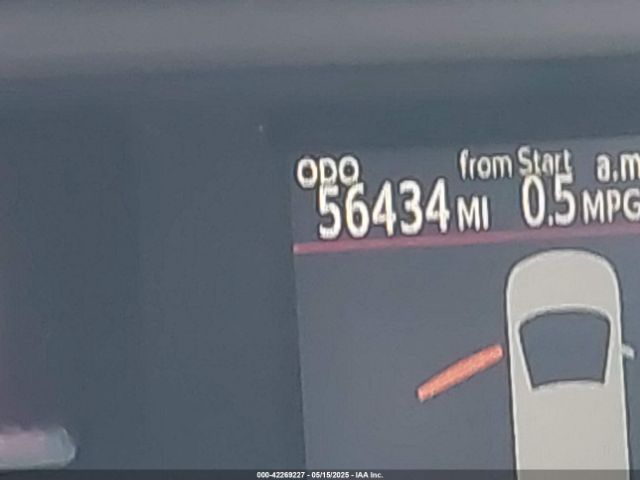 ODO from Start a.m
56434 MI 0.5 MPG
000-42269227 - 05/15/2025 - IAA Inc.